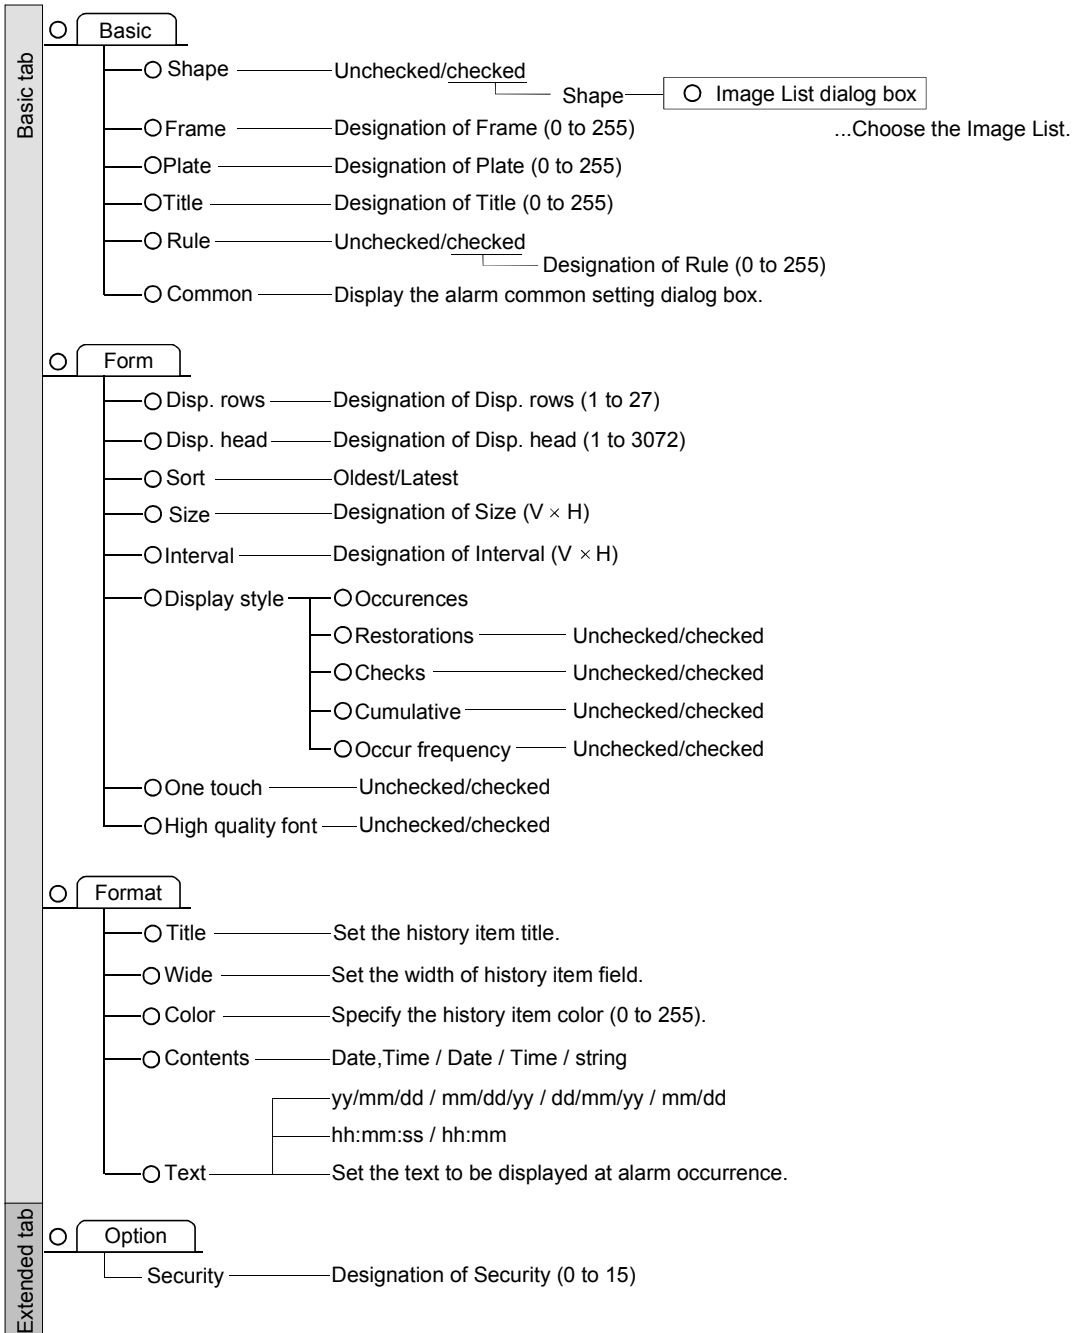 Basic tab
Basic
Shape Unchecked/checked
Shape Image List dialog box
Frame Designation of Frame (0 to 255) ...Choose the Image List.
Plate Designation of Plate (0 to 255)
Title Designation of Title (0 to 255)
Rule Unchecked/checked
Designation of Rule (0 to 255)
Common Display the alarm common setting dialog box.
Form
Disp. rows Designation of Disp. rows (1 to 27)
Disp. head Designation of Disp. head (1 to 3072)
Sort Oldest/Latest
Size Designation of Size (V × H)
Interval Designation of Interval (V × H)
Display style Occurences
Restorations Unchecked/checked
Checks Unchecked/checked
Cumulative Unchecked/checked
Occur frequency Unchecked/checked
One touch Unchecked/checked
High quality font Unchecked/checked
Format
Title Set the history item title.
Wide Set the width of history item field.
Color Specify the history item color (0 to 255).
Contents Date,Time / Date / Time / string
yy/mm/dd / mm/dd/yy / dd/mm/yy / mm/dd
hh:mm:ss / hh:mm
Text Set the text to be displayed at alarm occurrence.
Extended tab
Option
Security Designation of Security (0 to 15)